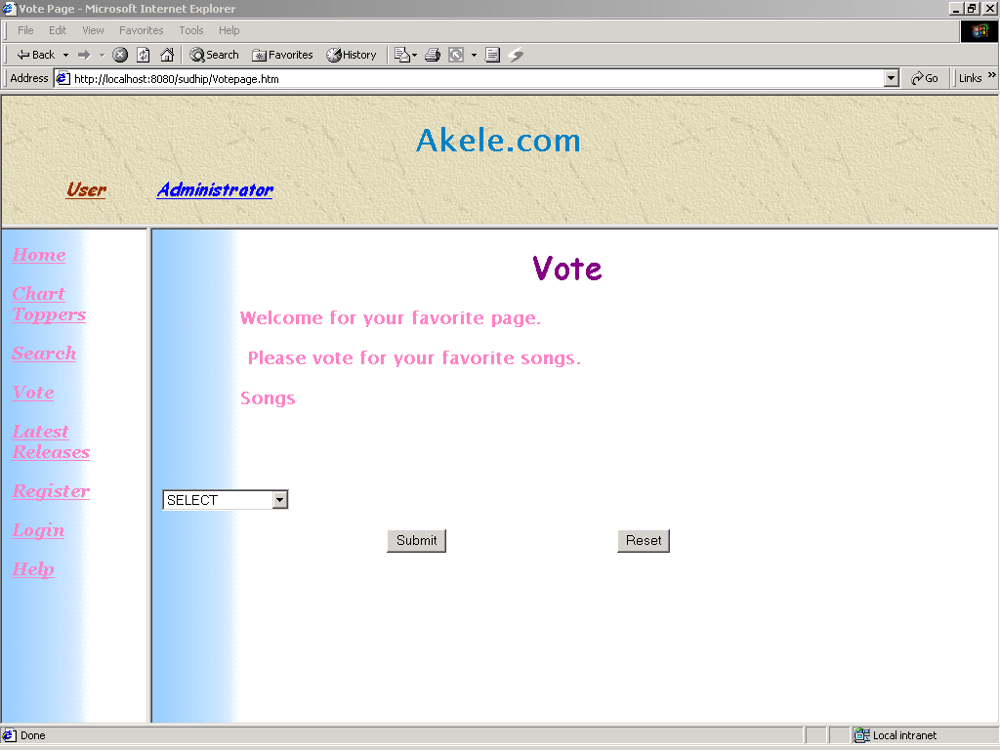 Vote Page - Microsoft Internet Explorer
File Edit View Favorites Tools Help
Back Search Favorites History
Address http://localhost:8080/sudhip/Votepage.htm Go Links »
Akele.com
User Administrator
Home
Chart
Toppers
Search
Vote
Latest
Releases
Register
Login
Help
Vote
Welcome for your favorite page.
Please vote for your favorite songs.
Songs
SELECT
Submit Reset
Done Local intranet